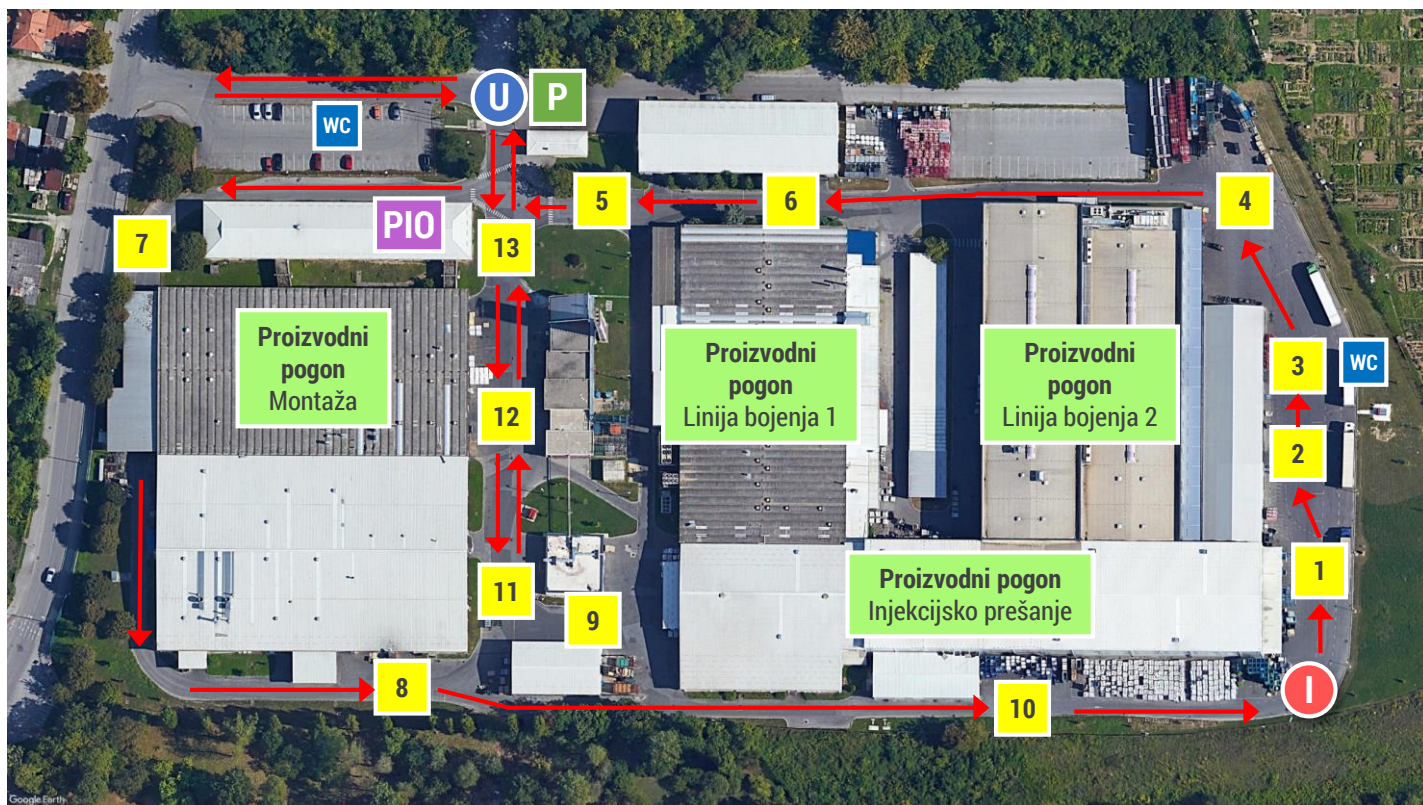 U
P
WC
5
6
4
PIO
7
13
Proizvodni
pogon
Montaža
Proizvodni
pogon
Linija bojenja 1
Proizvodni
pogon
Linija bojenja 2
3
WC
12
2
11
9
Proizvodni pogon
Injekcijsko prešanje
1
8
10
I
Google Earth